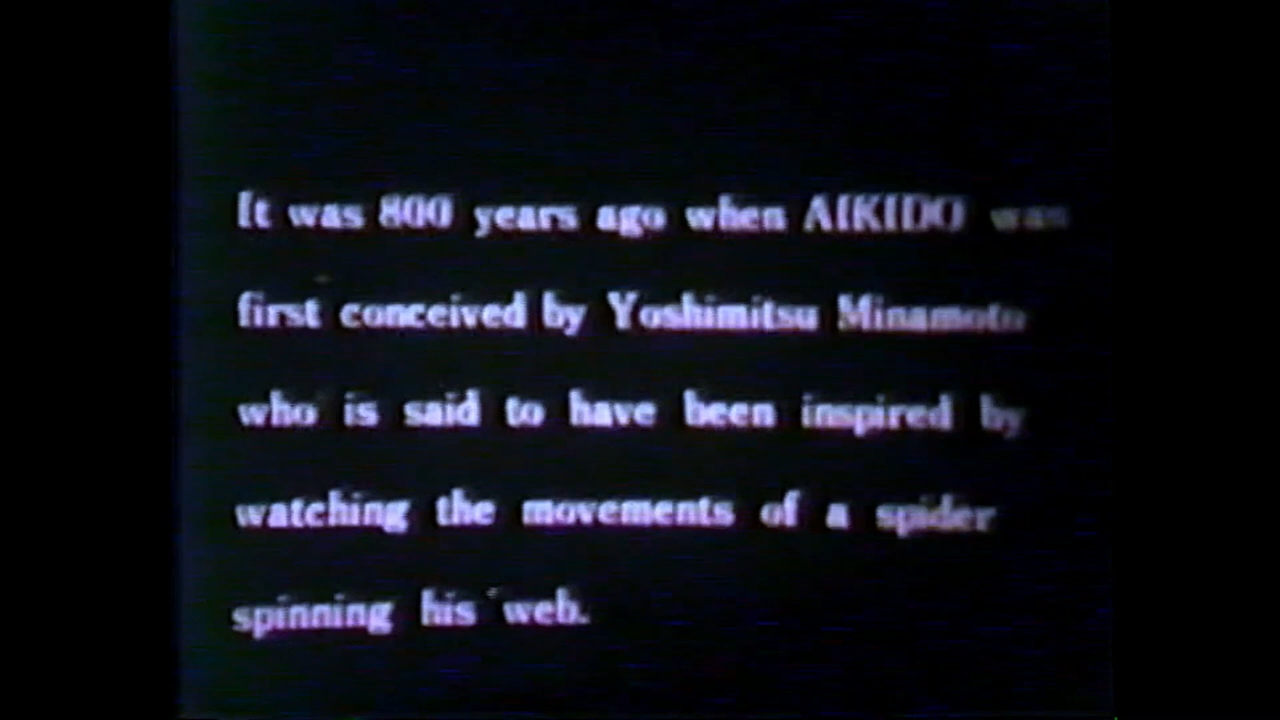 It was 800 years ago when AIKIDO was
first conceived by Yoshimitsu Minamoto
who is said to have been inspired by
watching the movements of a spider
spinning his web.